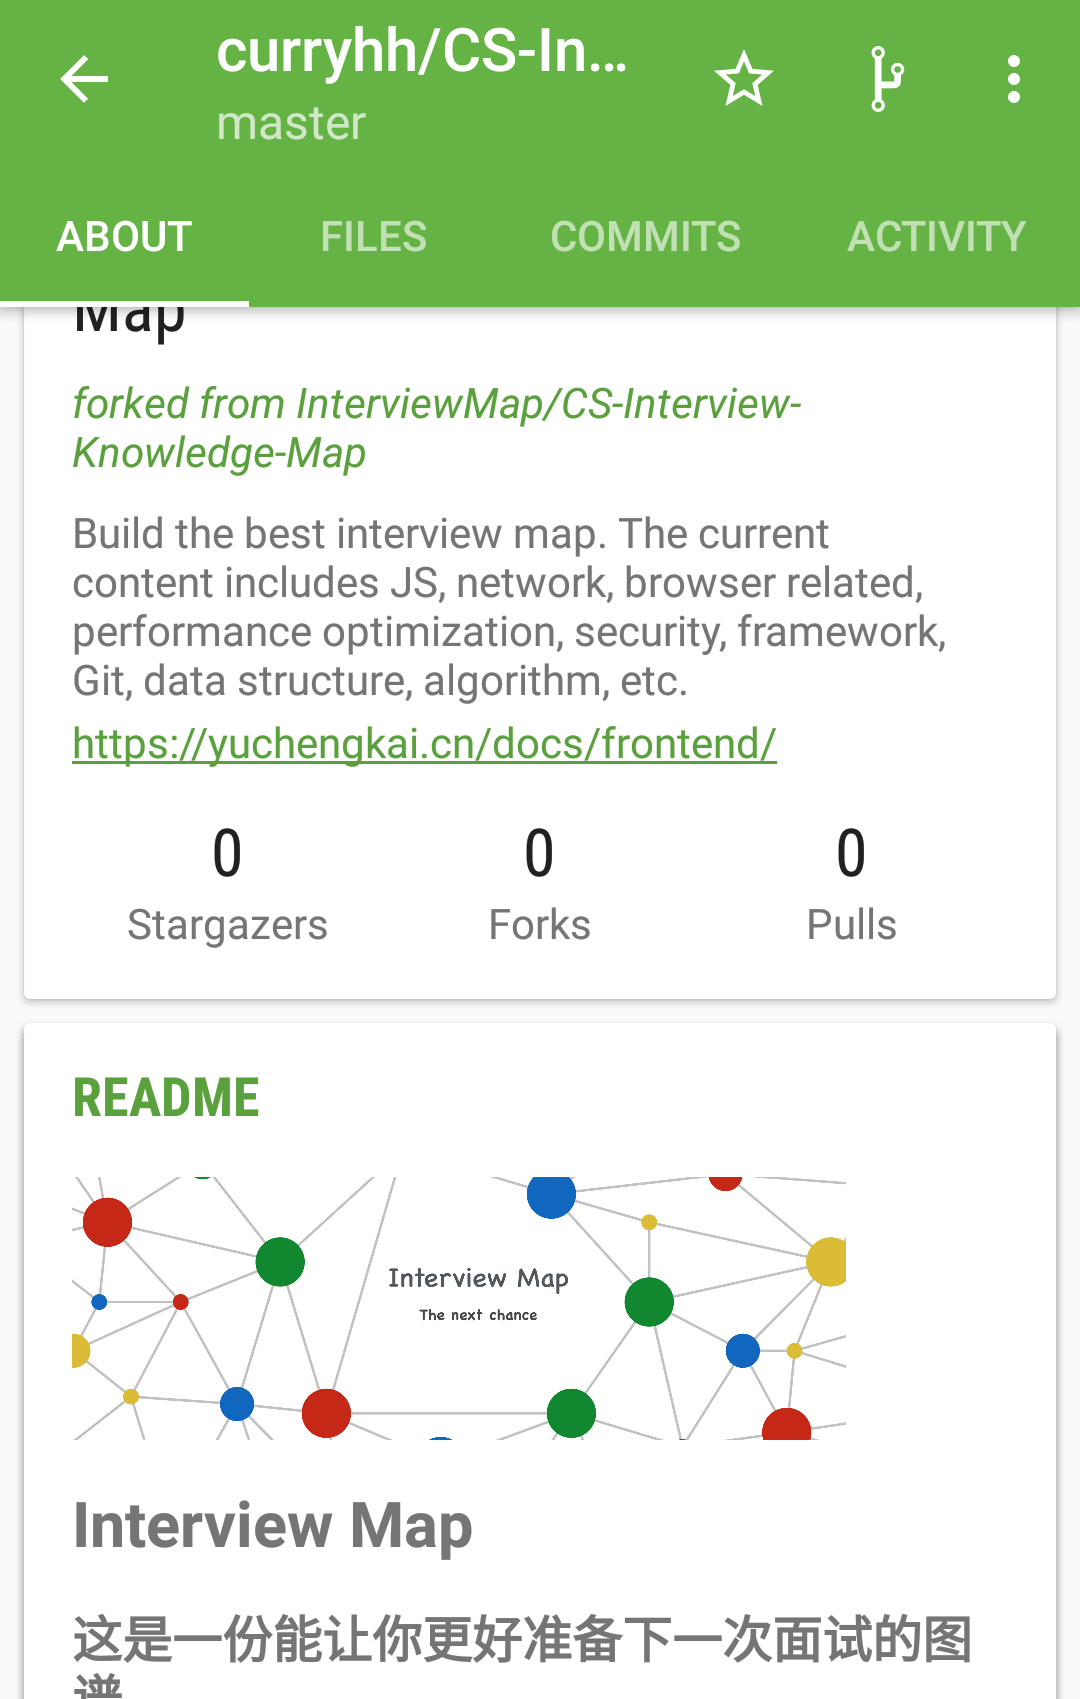 curryhh/CS-In...
master
ABOUT FILES COMMITS ACTIVITY
Map
forked from InterviewMap/CS-Interview-
Knowledge-Map
Build the best interview map. The current
content includes JS, network, browser related,
performance optimization, security, framework,
Git, data structure, algorithm, etc.
https://yuchengkai.cn/docs/frontend/
0 0 0
Stargazers Forks Pulls
README
Interview Map
The next chance
Interview Map
这是一份能让你更好准备下一次面试的图
谱